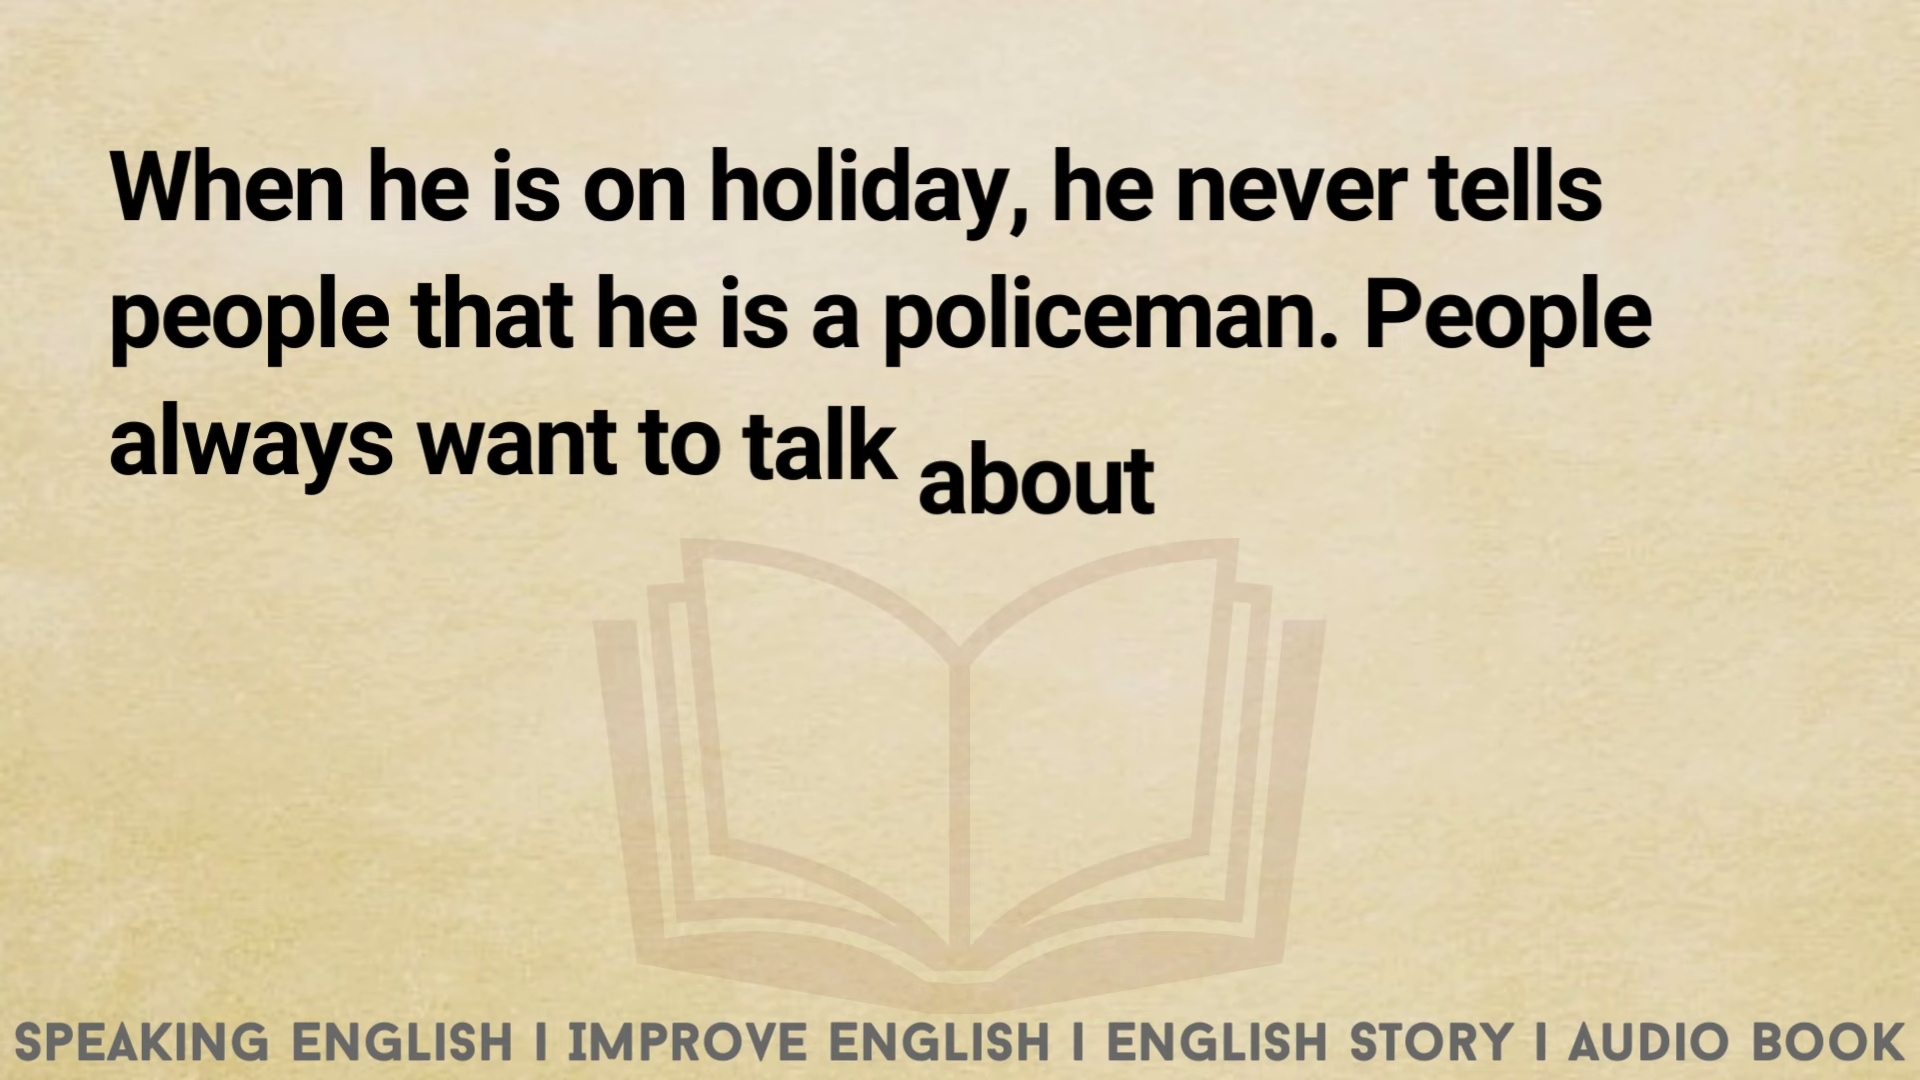 When he is on holiday, he never tells
people that he is a policeman. People
always want to talk about
SPEAKING ENGLISH I IMPROVE ENGLISH I ENGLISH STORY I AUDIO BOOK